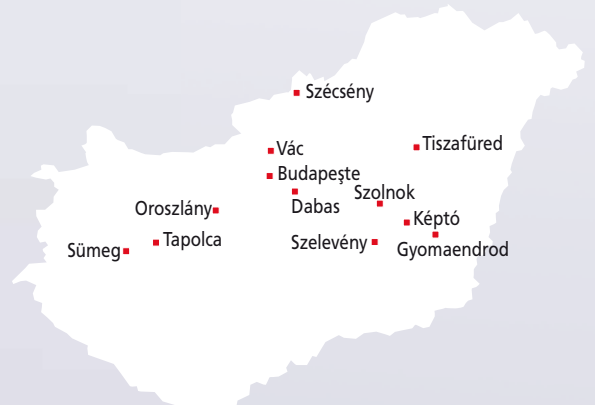 Szécsény
Vác
Tiszafüred
Budapeşte
Szolnok
Dabas
Oroszlány
Képtó
Tapolca
Szelevény
Gyomaendrod
Sümeg